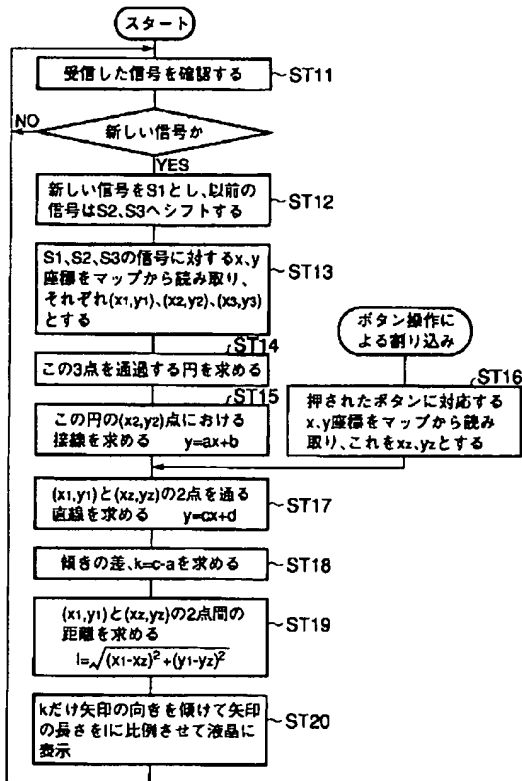 スタート
受信した信号を確認する
ST11
NO
新しい信号か
YES
新しい信号をS1とし、以前の
信号はS2、S3へシフトする
ST12
S1、S2、S3の信号に対するx、y
座標をマップから読み取り、
それぞれ(x1,y1)、(x2,y2)、(x3,y3)
とする
ST13
ST14
この3点を通過する円を求める
ST15
この円の(x2,y2)点における
接線を求める y=ax+b
ボタン操作に
よる割り込み
ST16
押されたボタンに対応する
x、y座標をマップから読み
取り、これをxz、yzとする
(x1,y1)と(xz,yz)の2点を通る
直線を求める y=cx+d
ST17
傾きの差、k=c-aを求める
ST18
(x1,y1)と(xz,yz)の2点間の
距離を求める
l=√(x1-xz)²+(y1-yz)²
ST19
kだけ矢印の向きを傾けて矢印
の長さをlに比例させて液晶に
表示
ST20